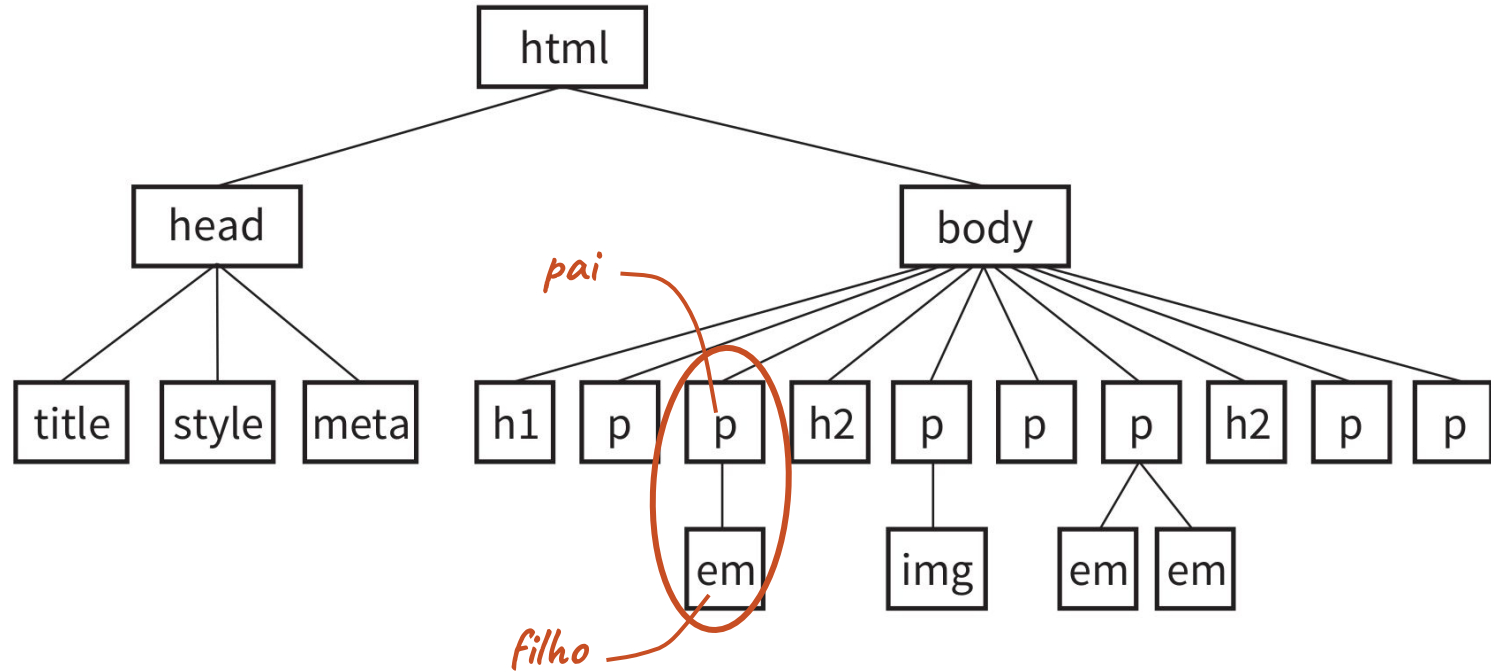 html
head
body
pai
title
style
meta
h1
p
p
h2
p
p
p
h2
p
p
em
img
em
em
filho